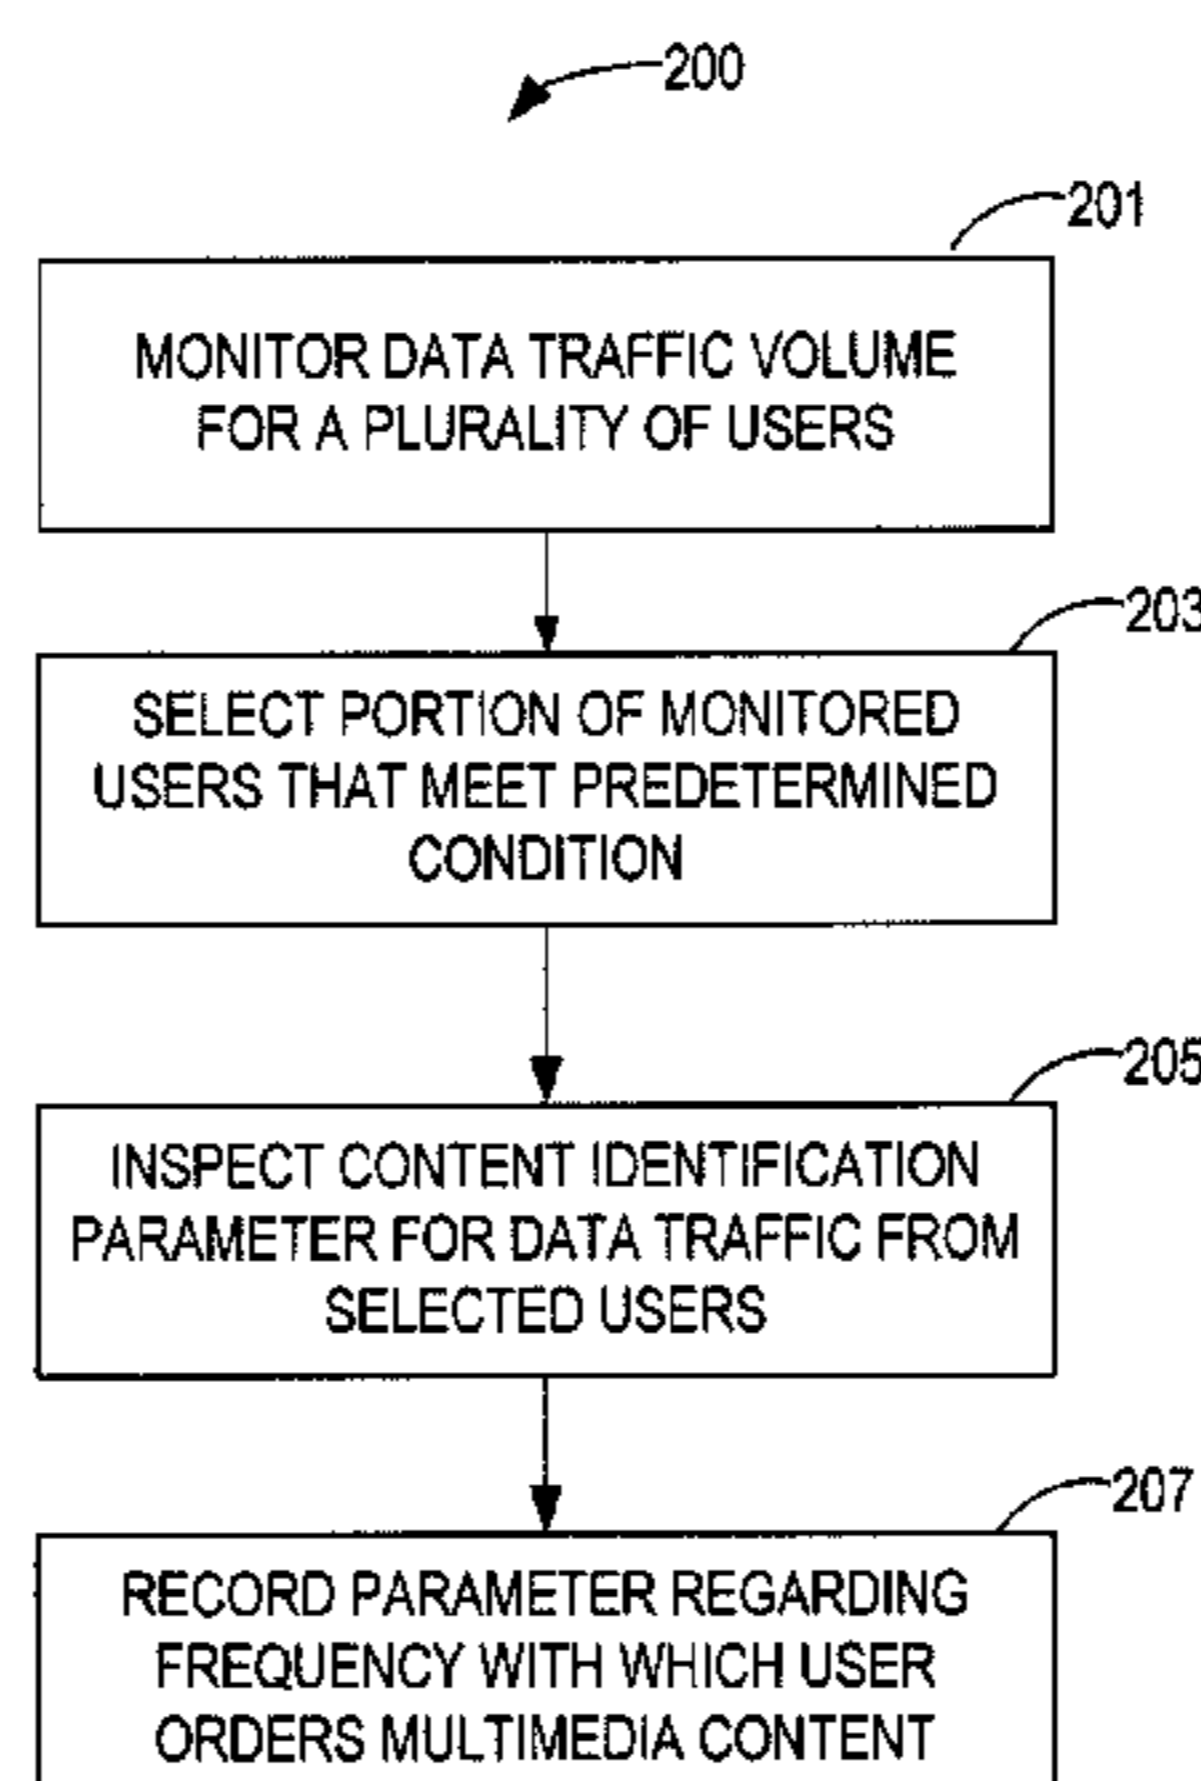 200
201
MONITOR DATA TRAFFIC VOLUME
FOR A PLURALITY OF USERS
203
SELECT PORTION OF MONITORED
USERS THAT MEET PREDETERMINED
CONDITION
205
INSPECT CONTENT IDENTIFICATION
PARAMETER FOR DATA TRAFFIC FROM
SELECTED USERS
207
RECORD PARAMETER REGARDING
FREQUENCY WITH WHICH USER
ORDERS MULTIMEDIA CONTENT